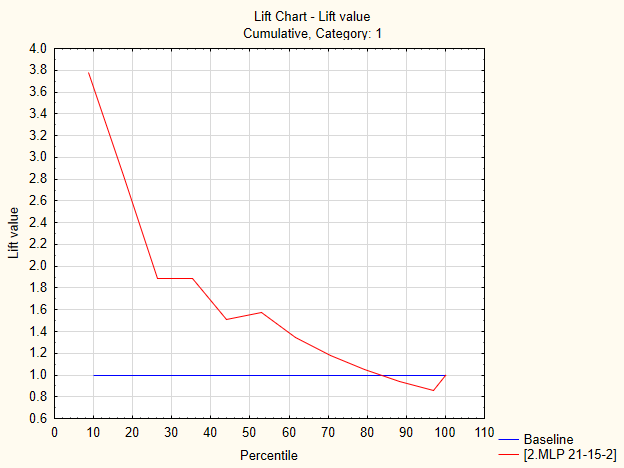 Lift Chart - Lift value
Cumulative, Category: 1
4.0
3.8
3.6
3.4
3.2
3.0
2.8
2.6
2.4
2.2
2.0
1.8
1.6
1.4
1.2
1.0
0.8
0.6
Lift value
0 10 20 30 40 50 60 70 80 90 100 110
Percentile
Baseline
[2.MLP 21-15-2]